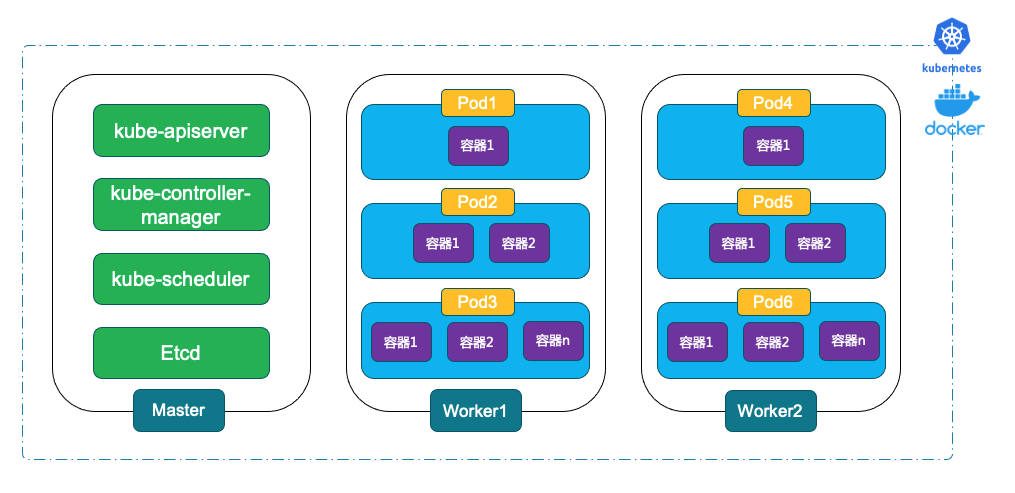 kubernetes
docker
kube-apiserver
kube-controller-
manager
kube-scheduler
Etcd
Master
Pod1
容器1
Pod2
容器1 容器2
Pod3
容器1 容器2 容器n
Worker1
Pod4
容器1
Pod5
容器1 容器2
Pod6
容器1 容器2 容器n
Worker2